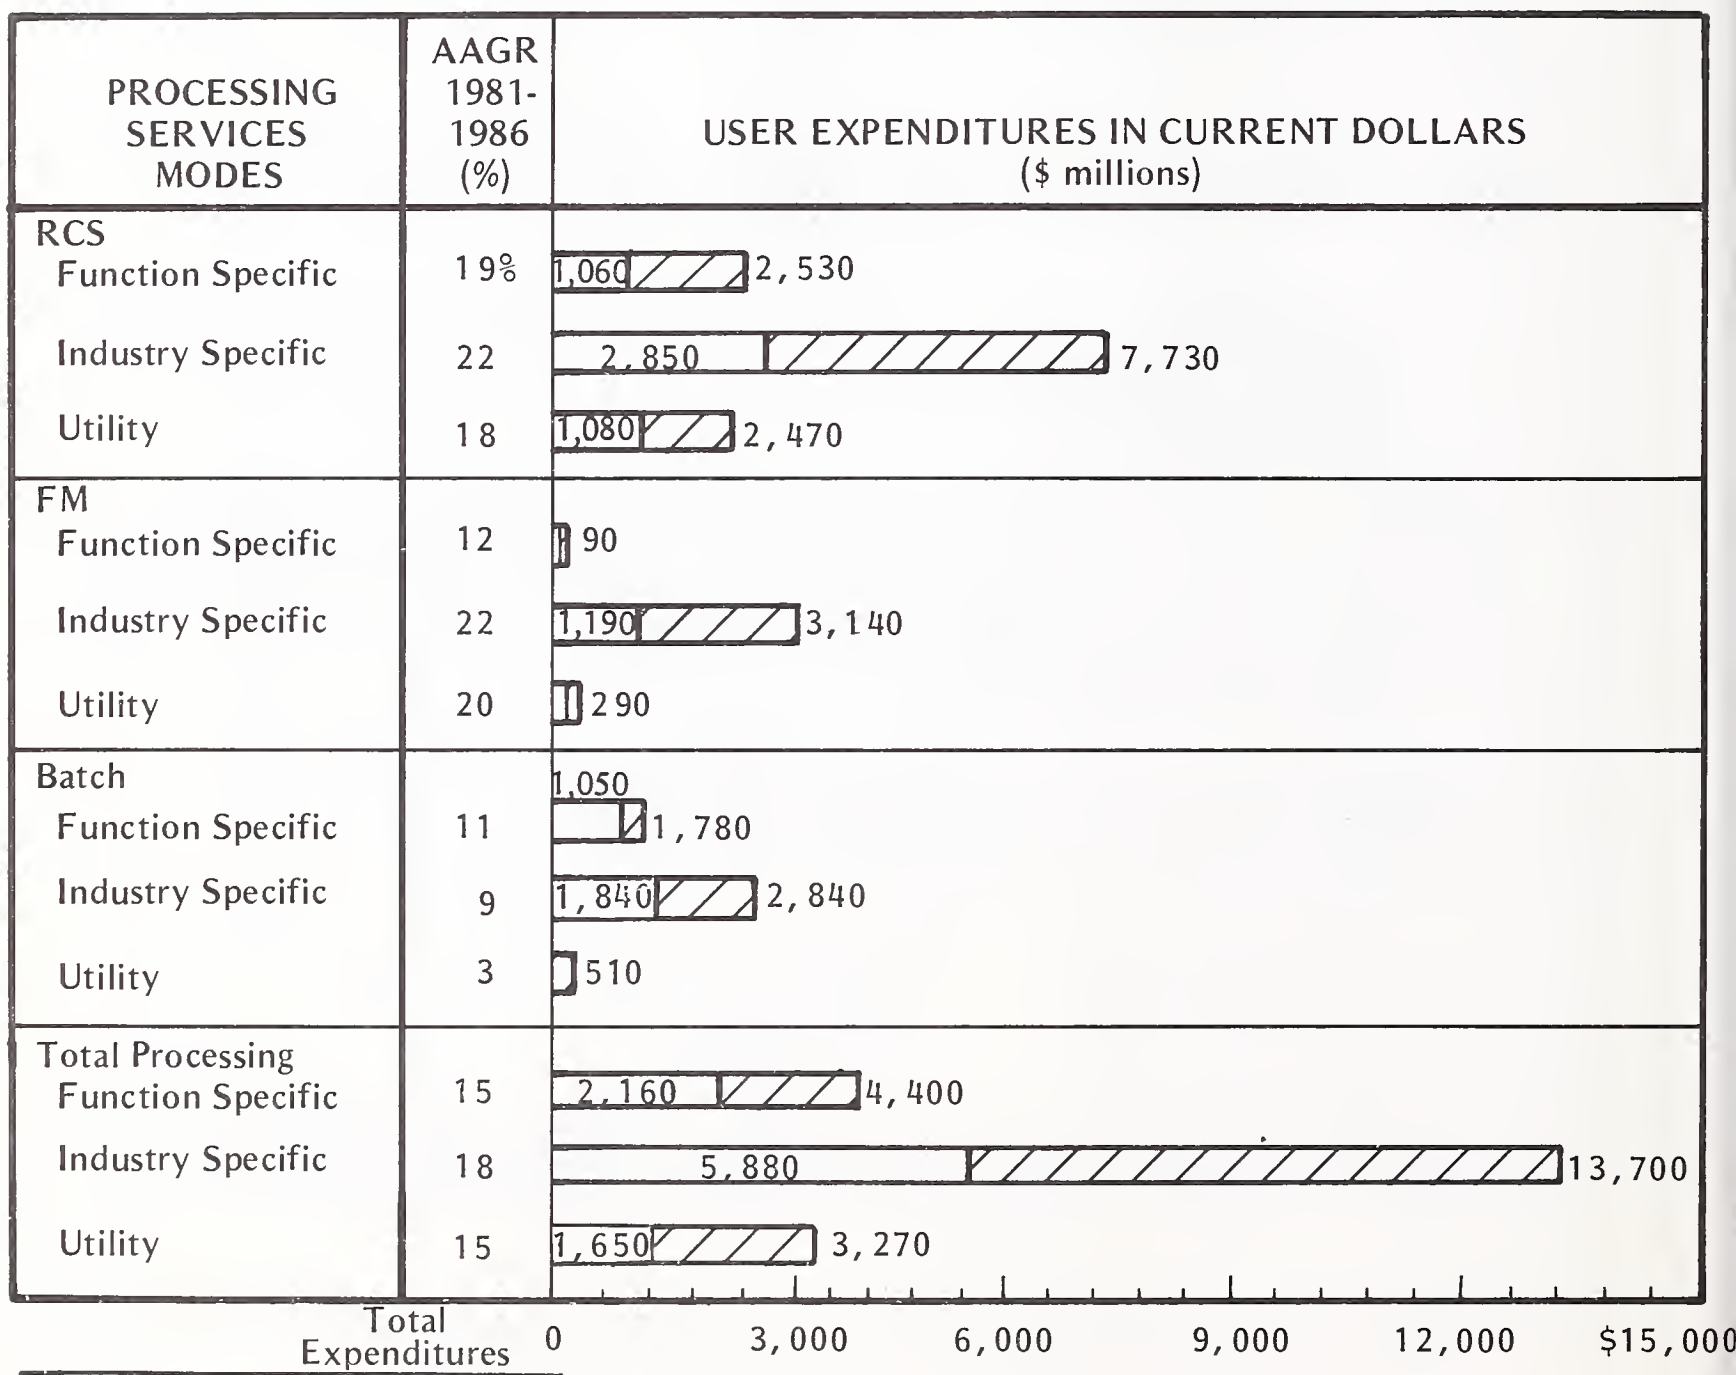 PROCESSING
SERVICES
MODES
AAGR
1981-
1986
(%)
USER EXPENDITURES IN CURRENT DOLLARS
($ millions)
RCS
Function Specific 19% 1,060 2,530
Industry Specific 22 2,850 7,730
Utility 18 1,080 2,470
FM
Function Specific 12 90
Industry Specific 22 1,190 3,140
Utility 20 290
Batch
1,050
Function Specific 11 1,780
Industry Specific 9 1,840 2,840
Utility 3 510
Total Processing
Function Specific 15 2,160 4,400
Industry Specific 18 5,880 13,700
Utility 15 1,650 3,270
Total
Expenditures
0 3,000 6,000 9,000 12,000 $15,000